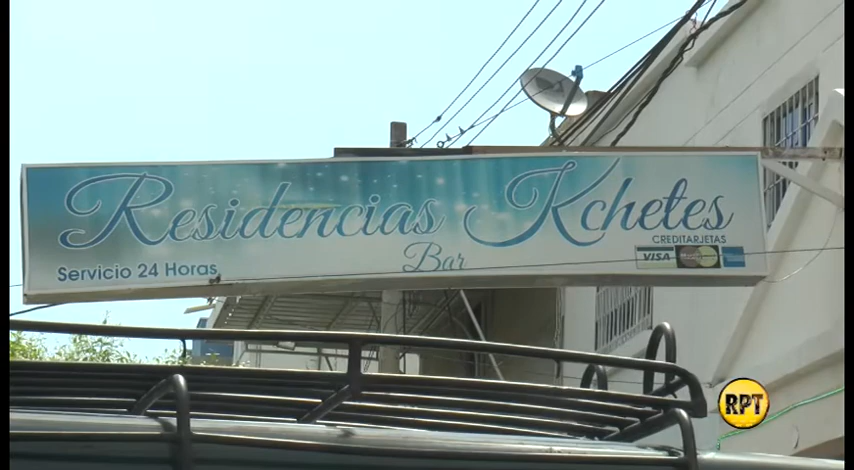 Residencias Kchetes
Bar
CREDITARJETAS
VISA
Servicio 24 Horas
RPT